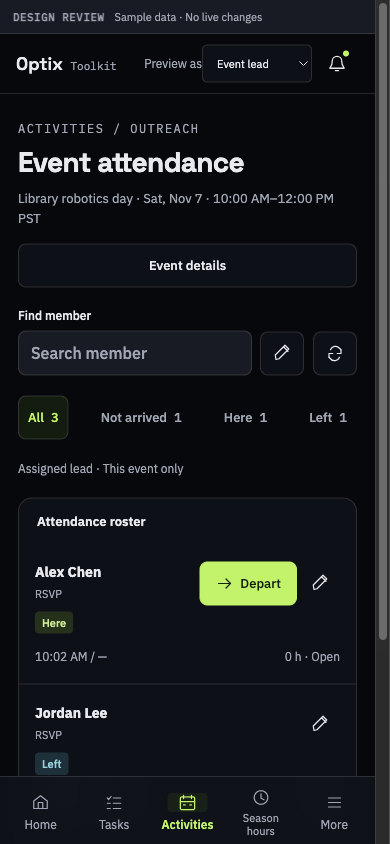 DESIGN REVIEW Sample data · No live changes
Optix Toolkit Preview as Event lead
ACTIVITIES / OUTREACH
Event attendance
Library robotics day · Sat, Nov 7 · 10:00 AM–12:00 PM
PST
Event details
Find member
Search member
All 3 Not arrived 1 Here 1 Left 1
Assigned lead · This event only
Attendance roster
Alex Chen
RSVP
Depart
Here
10:02 AM / — 0 h · Open
Jordan Lee
RSVP
Left
Home Tasks Activities Season hours More